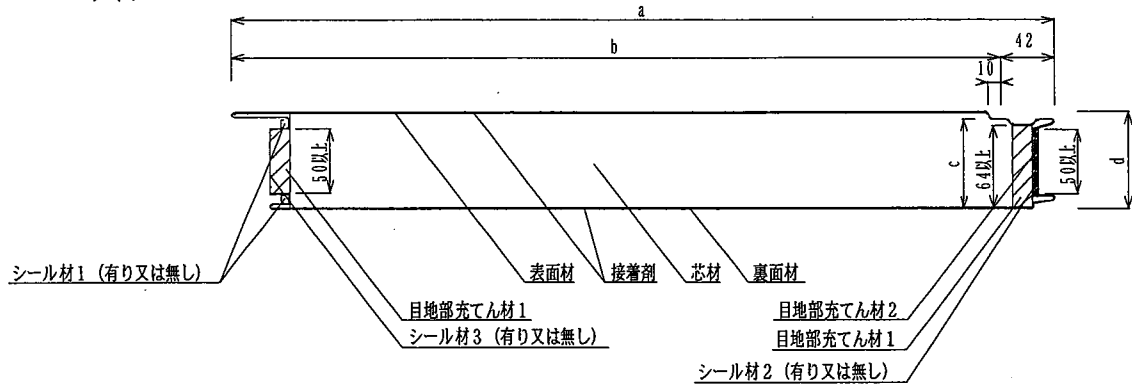 a
b
42
10
50以上
c
64以上
50以上
d
シール材1 (有り又は無し)
表面材
接着剤
芯材
裏面材
目地部充てん材1
シール材3 (有り又は無し)
目地部充てん材2
目地部充てん材1
シール材2 (有り又は無し)